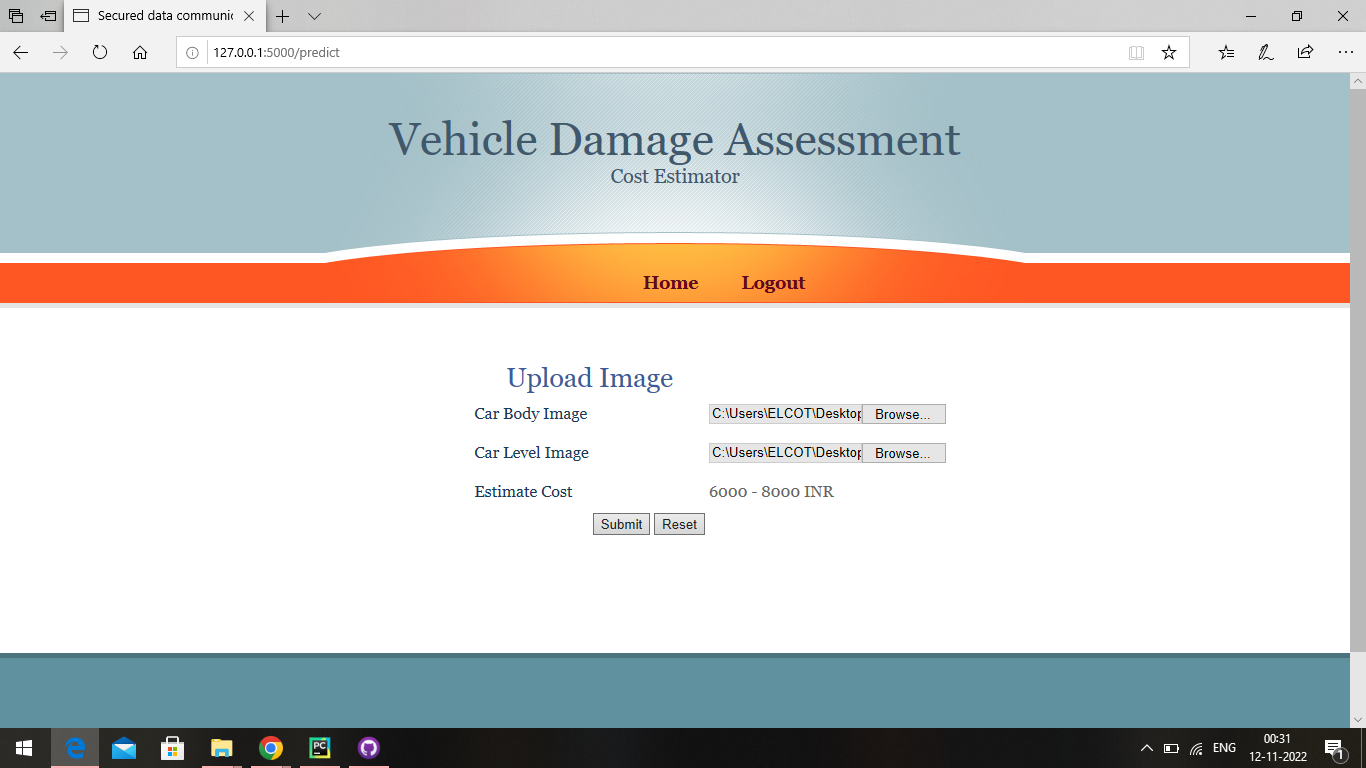 Secured data communic
127.0.0.1:5000/predict
Vehicle Damage Assessment
Cost Estimator
Home Logout
Upload Image
Car Body Image C:\Users\ELCOT\Desktop Browse...
Car Level Image C:\Users\ELCOT\Desktop Browse...
Estimate Cost 6000 - 8000 INR
Submit Reset
PC
ENG
00:31
12-11-2022
1